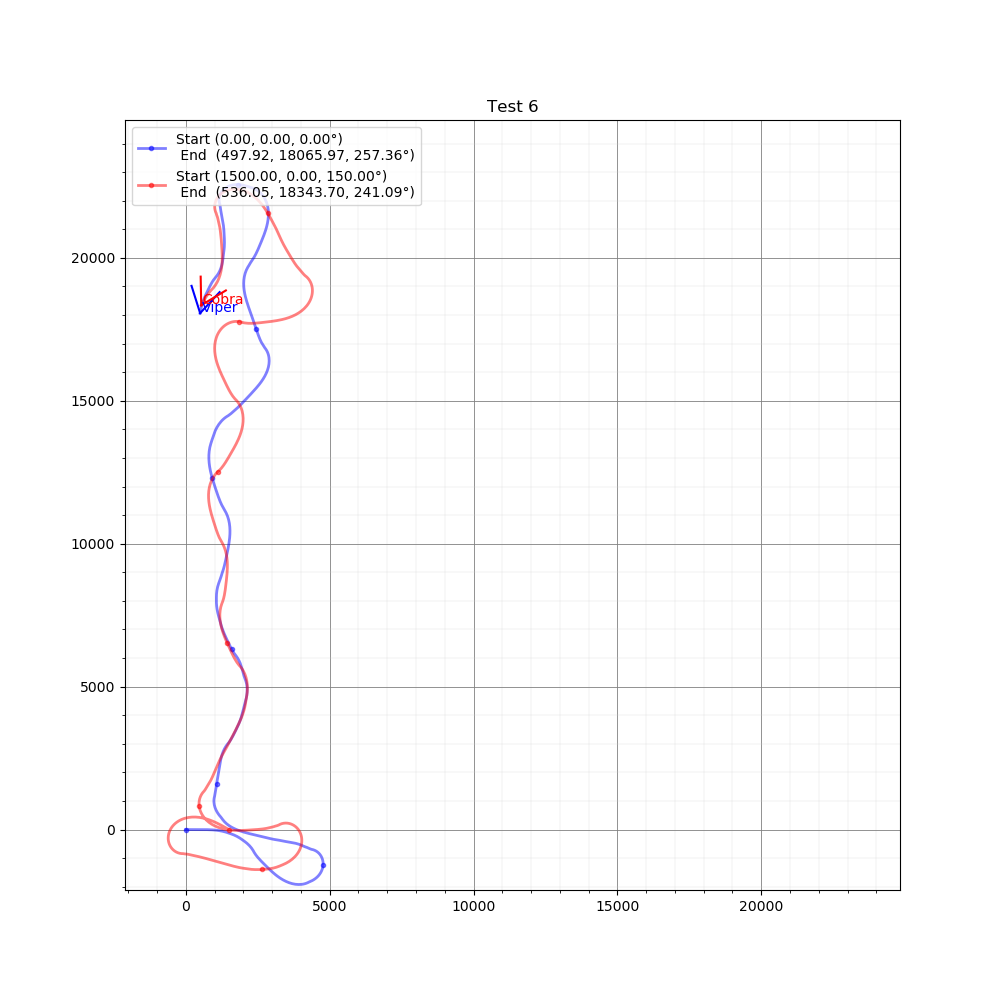 Test 6
Start (0.00, 0.00, 0.00°)
End (497.92, 18065.97, 257.36°)
Start (1500.00, 0.00, 150.00°)
End (536.05, 18343.70, 241.09°)
20000
Cobra
Viper
15000
10000
5000
0
0 5000 10000 15000 20000